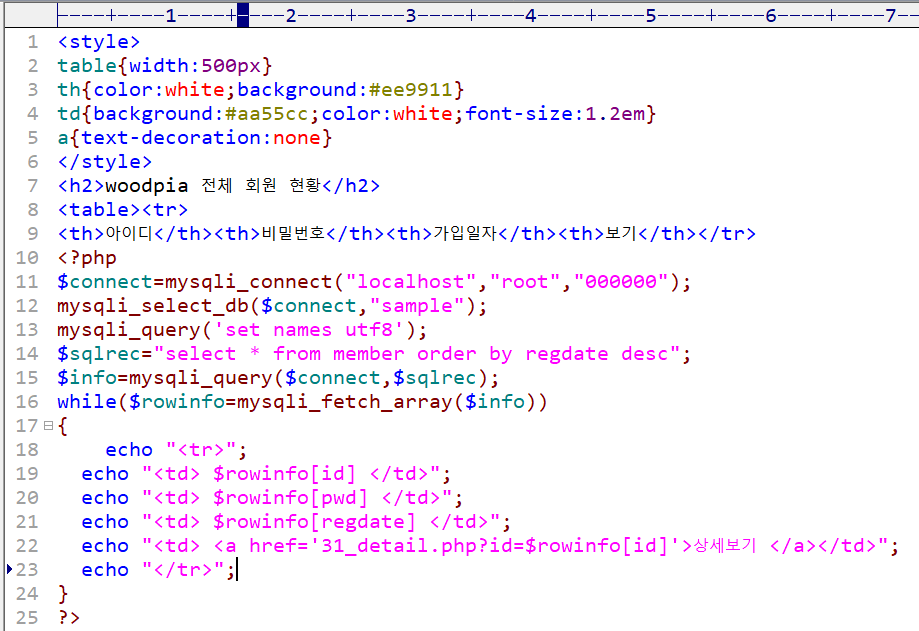 ----+----1----+----2----+----3----+----4----+----5----+----6----+----7--
1 <style>
2 table{width:500px}
3 th{color:white;background:#ee9911}
4 td{background:#aa55cc;color:white;font-size:1.2em}
5 a{text-decoration:none}
6 </style>
7 <h2>woodpia 전체 회원 현황</h2>
8 <table><tr>
9 <th>아이디</th><th>비밀번호</th><th>가입일자</th><th>보기</th></tr>
10 <?php
11 $connect=mysqli_connect("localhost","root","000000");
12 mysqli_select_db($connect,"sample");
13 mysqli_query('set names utf8');
14 $sqlrec="select * from member order by regdate desc";
15 $info=mysqli_query($connect,$sqlrec);
16 while($rowinfo=mysqli_fetch_array($info))
17 {
18     echo "<tr>";
19   echo "<td> $rowinfo[id] </td>";
20   echo "<td> $rowinfo[pwd] </td>";
21   echo "<td> $rowinfo[regdate] </td>";
22   echo "<td> <a href='31_detail.php?id=$rowinfo[id]'>상세보기 </a></td>";
23   echo "</tr>";
24 }
25 ?>